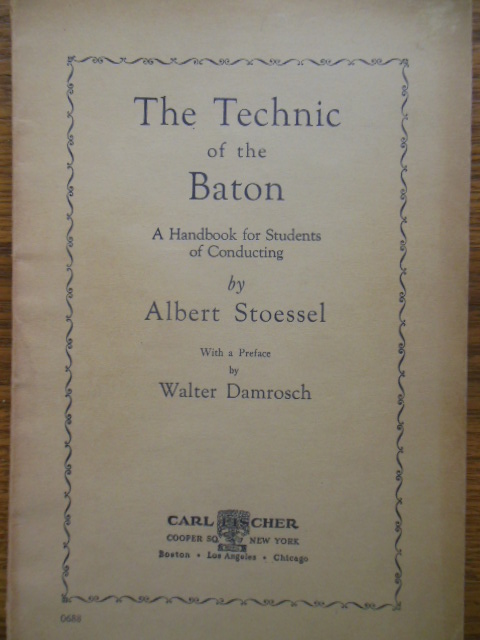 The Technic
of the
Baton
A Handbook for Students
of Conducting
by
Albert Stoessel
With a Preface
by
Walter Damrosch
CARL FISCHER
COOPER SQ. NEW YORK
Boston • Los Angeles • Chicago
0688